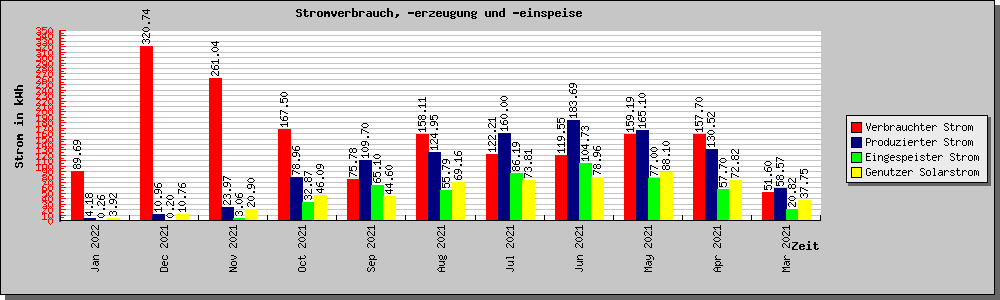 Stromverbrauch, -erzeugung und -einspeise
Strom in kWh
350
89.69
4.18
0.26
3.92
320.74
10.96
0.20
10.76
261.04
23.97
3.06
20.90
167.50
78.96
32.87
46.09
75.78
109.70
65.10
44.60
158.11
124.95
55.79
69.16
122.21
160.00
86.19
73.81
119.55
183.69
104.73
78.96
159.19
165.10
77.00
88.10
157.70
130.52
57.70
72.82
51.60
58.57
20.82
37.75
Jan 2022
Dec 2021
Nov 2021
Oct 2021
Sep 2021
Aug 2021
Jul 2021
Jun 2021
May 2021
Apr 2021
Mar 2021
Zeit
Verbrauchter Strom
Produzierter Strom
Eingespeister Strom
Genutzer Solarstrom